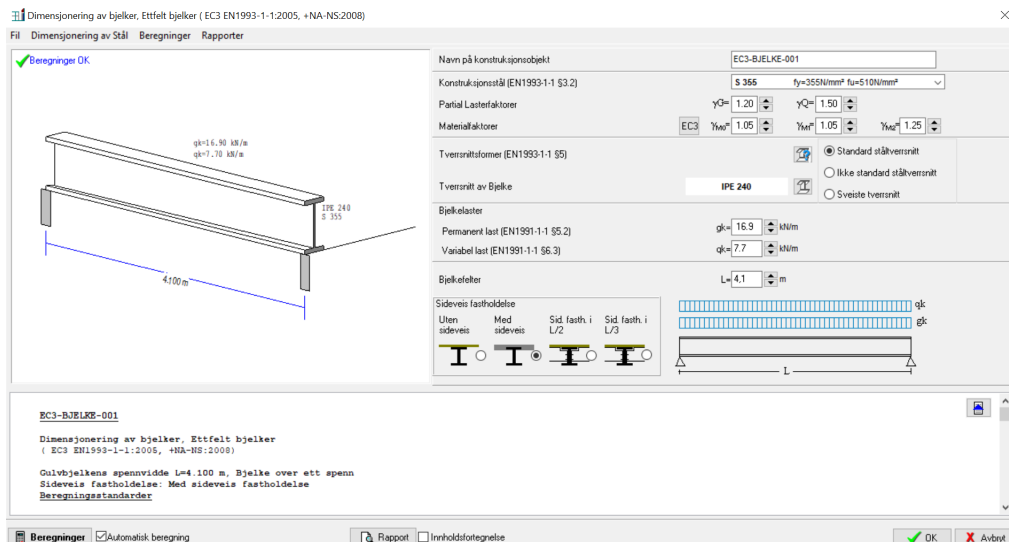 Dimensjonering av bjelker, Ettfelt bjelker ( EC3 EN1993-1-1:2005, +NA-NS:2008)
Fil Dimensjonering av Stål Beregninger Rapporter
Beregninger OK
gk=16.90 kN/m
qk=7.70 kN/m
IPE 240
S 355
4.100 m
Navn på konstruksjonsobjekt EC3-BJELKE-001
Konstruksjonsstål (EN1993-1-1 §3.2) S 355 fy=355N/mm² fu=510N/mm²
Partial Lasterfaktorer γG= 1.20 γQ= 1.50
Materialfaktorer EC3 γM0= 1.05 γM1= 1.05 γM2= 1.25
Tverrsnittsformer (EN1993-1-1 §5) Standard ståltverrsnitt
Ikke standard ståltverrsnitt
Tverrsnitt av Bjelke IPE 240 Sveiste tverrsnitt
Bjelkelaster
Permanent last (EN1991-1-1 §5.2) gk= 16.9 kN/m
Variabel last (EN1991-1-1 §6.3) qk= 7.7 kN/m
Bjelkefelter L= 4,1 m
Sideveis fastholdelse
Uten sideveis Med sideveis Sid. fasth. i L/2 Sid. fasth. i L/3
qk
gk
L
EC3-BJELKE-001
Dimensjonering av bjelker, Ettfelt bjelker
( EC3 EN1993-1-1:2005, +NA-NS:2008)
Gulvbjelkens spennvidde L=4.100 m, Bjelke over ett spenn
Sideveis fastholdelse: Med sideveis fastholdelse
Beregningsstandarder
Beregninger Automatisk beregning Rapport Innholdsfortegnelse OK Avbryt